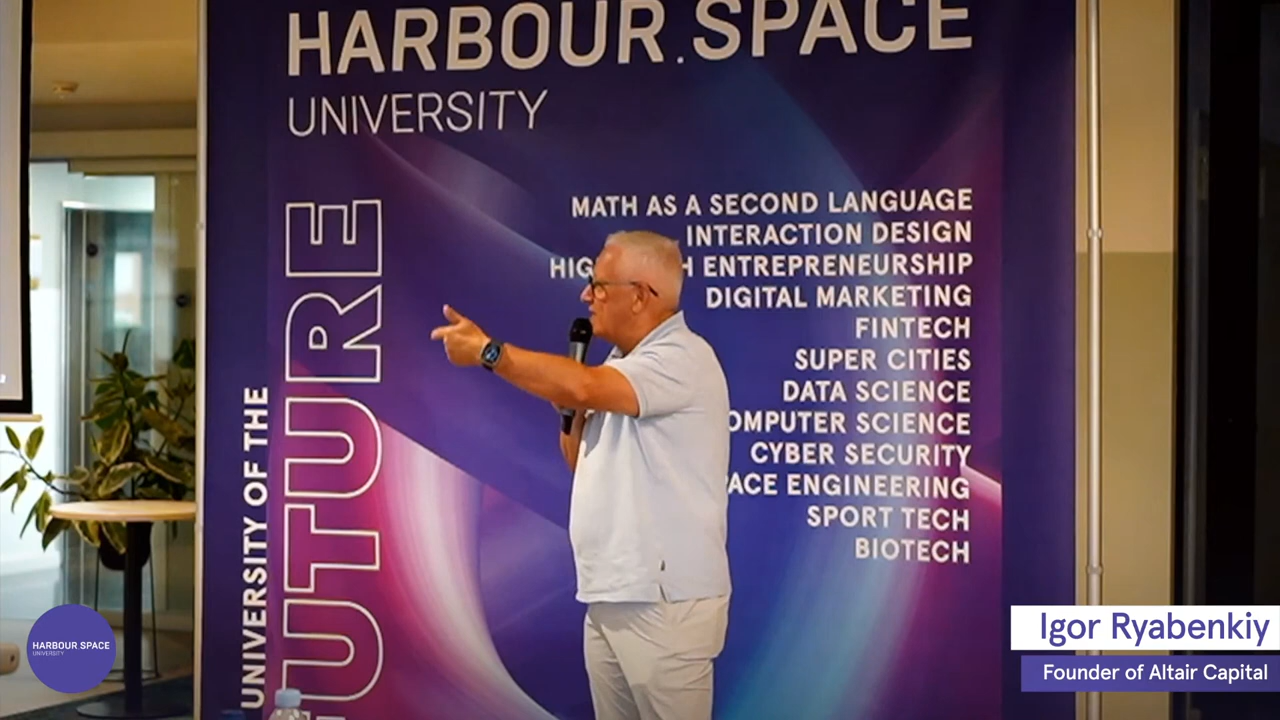 HARBOUR.SPACE
UNIVERSITY
UNIVERSITY OF THE
FUTURE
MATH AS A SECOND LANGUAGE
INTERACTION DESIGN
HIG H ENTREPRENEURSHIP
DIGITAL MARKETING
FINTECH
SUPER CITIES
DATA SCIENCE
OMPUTER SCIENCE
CYBER SECURITY
PACE ENGINEERING
SPORT TECH
BIOTECH
HARBOUR.SPACE
UNIVERSITY
Igor Ryabenkiy
Founder of Altair Capital